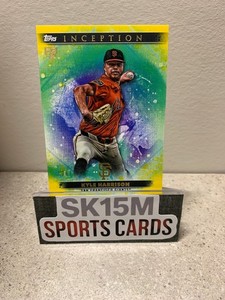 Topps
INCEPTION
KYLE HARRISON
SAN FRANCISCO GIANTS
SK15M
SPORTS CARDS